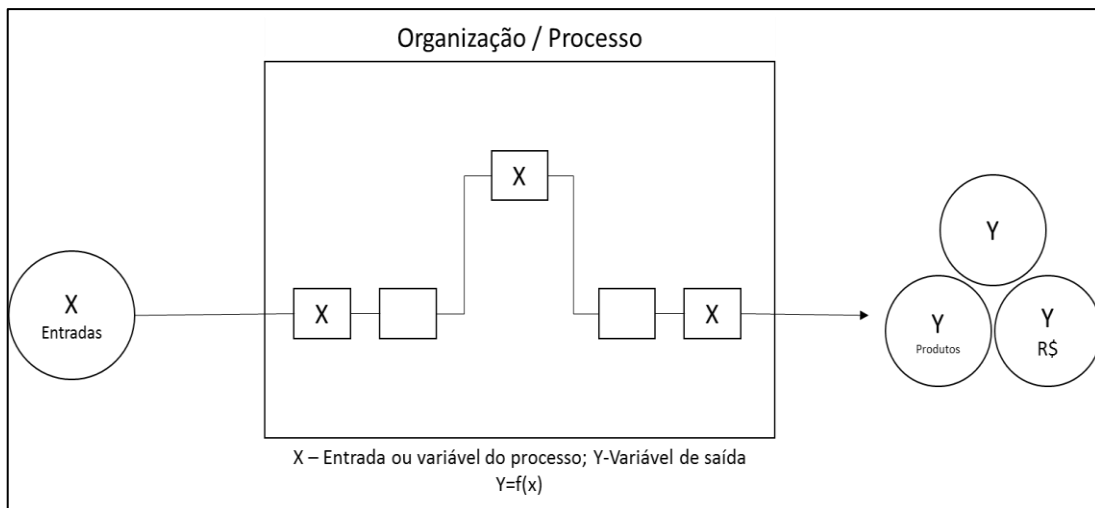 Organização / Processo
X
X
Entradas
X
X
Y
Y
Produtos
Y
R$
X – Entrada ou variável do processo; Y-Variável de saída
Y=f(x)